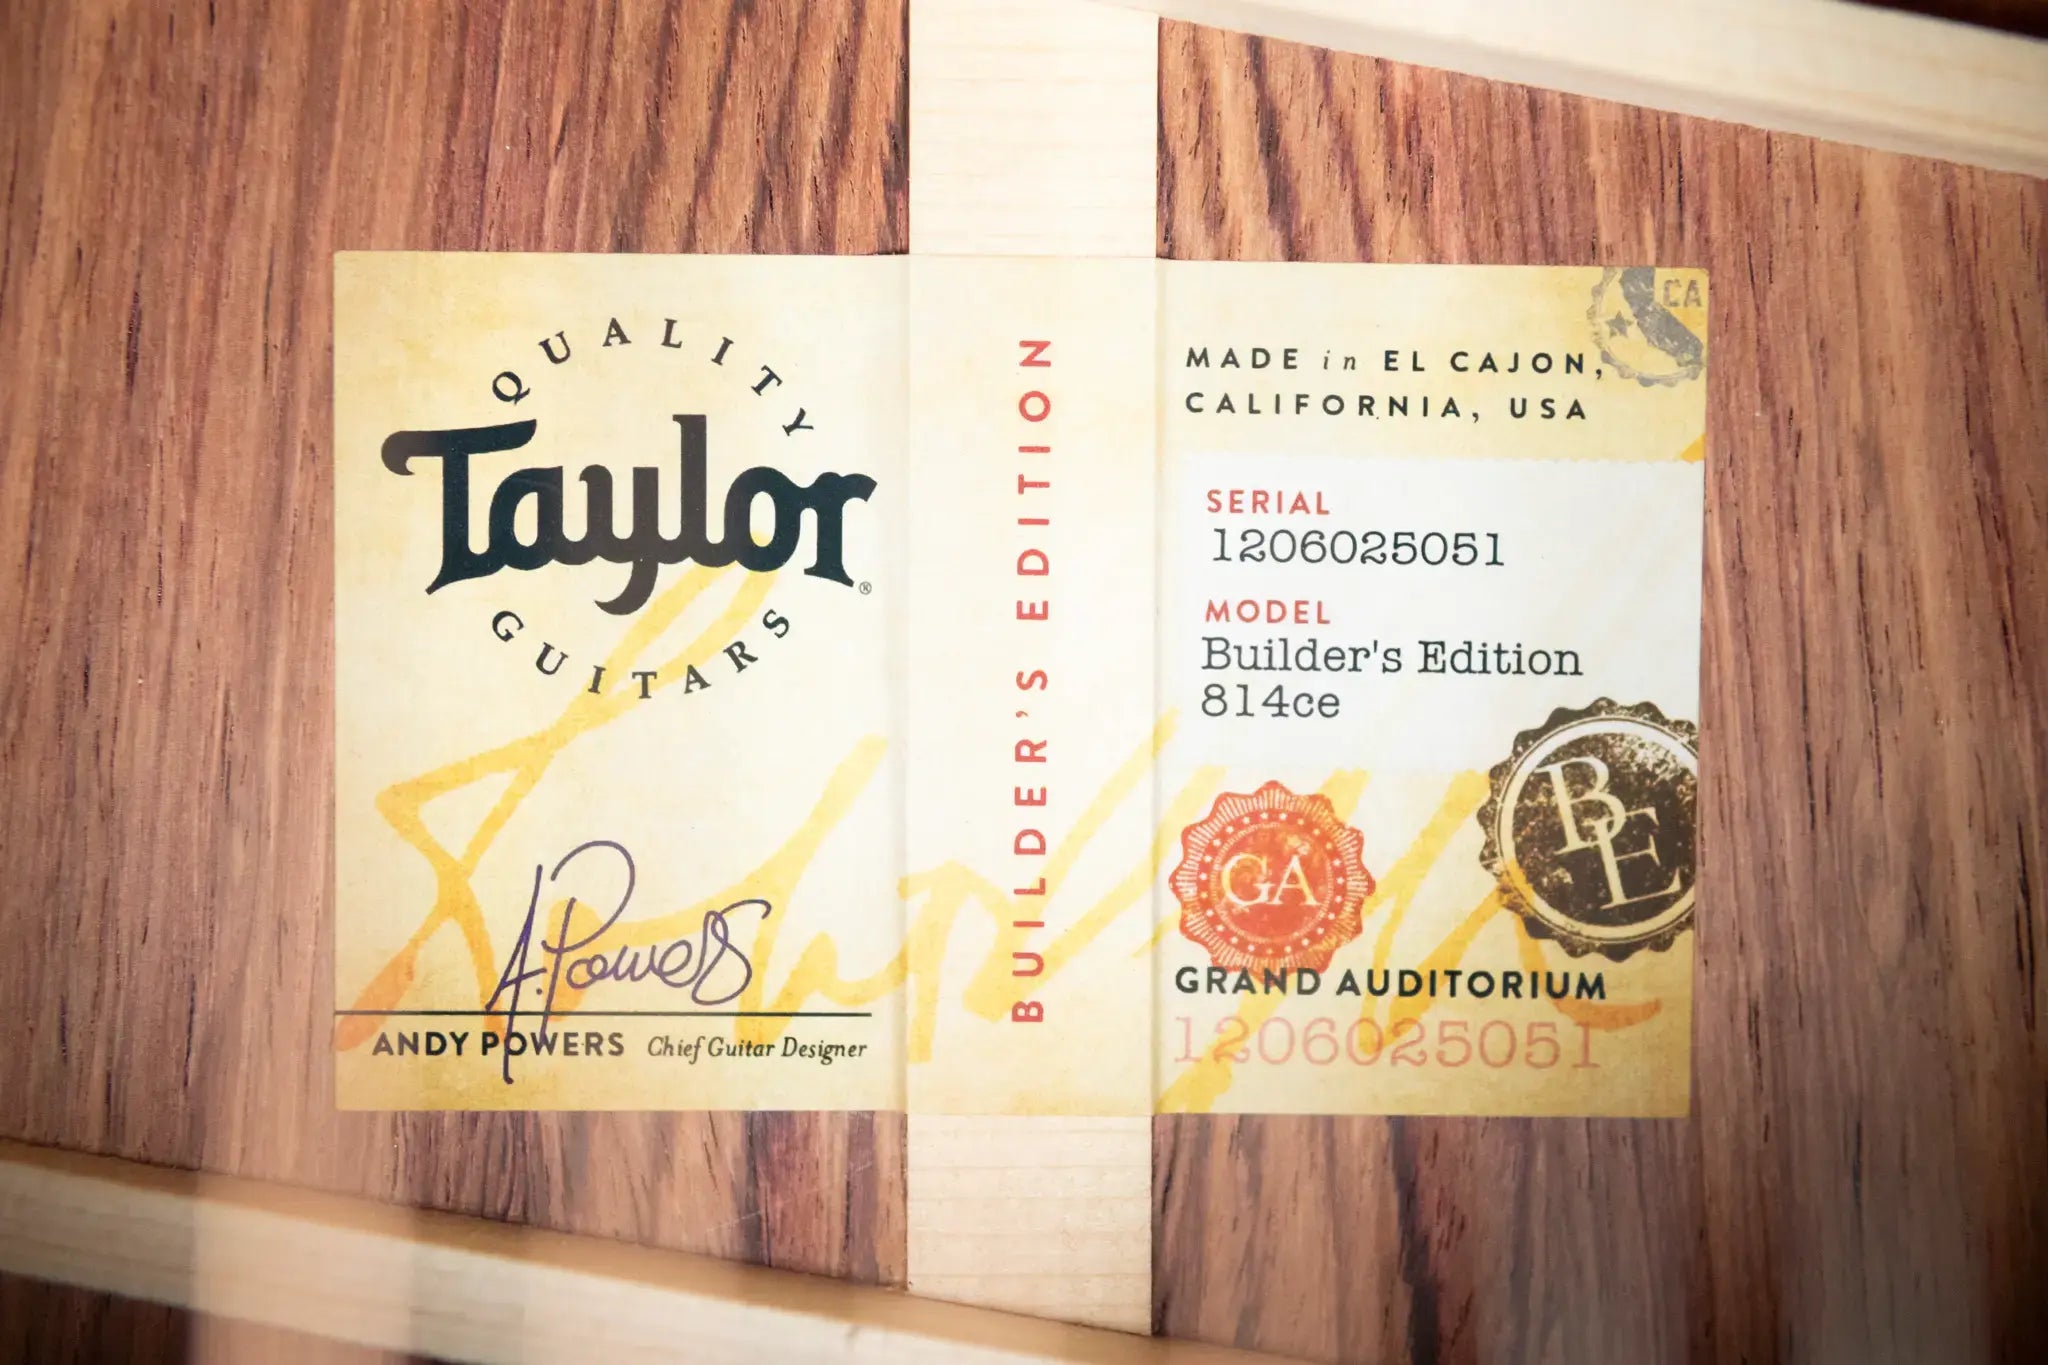 QUALITY
Taylor®
GUITARS
A. Powers
ANDY POWERS Chief Guitar Designer
BUILDER'S EDITION
CA
MADE in EL CAJON,
CALIFORNIA, USA
SERIAL
1206025051
MODEL
Builder's Edition
814ce
BE
GA
GRAND AUDITORIUM
1206025051